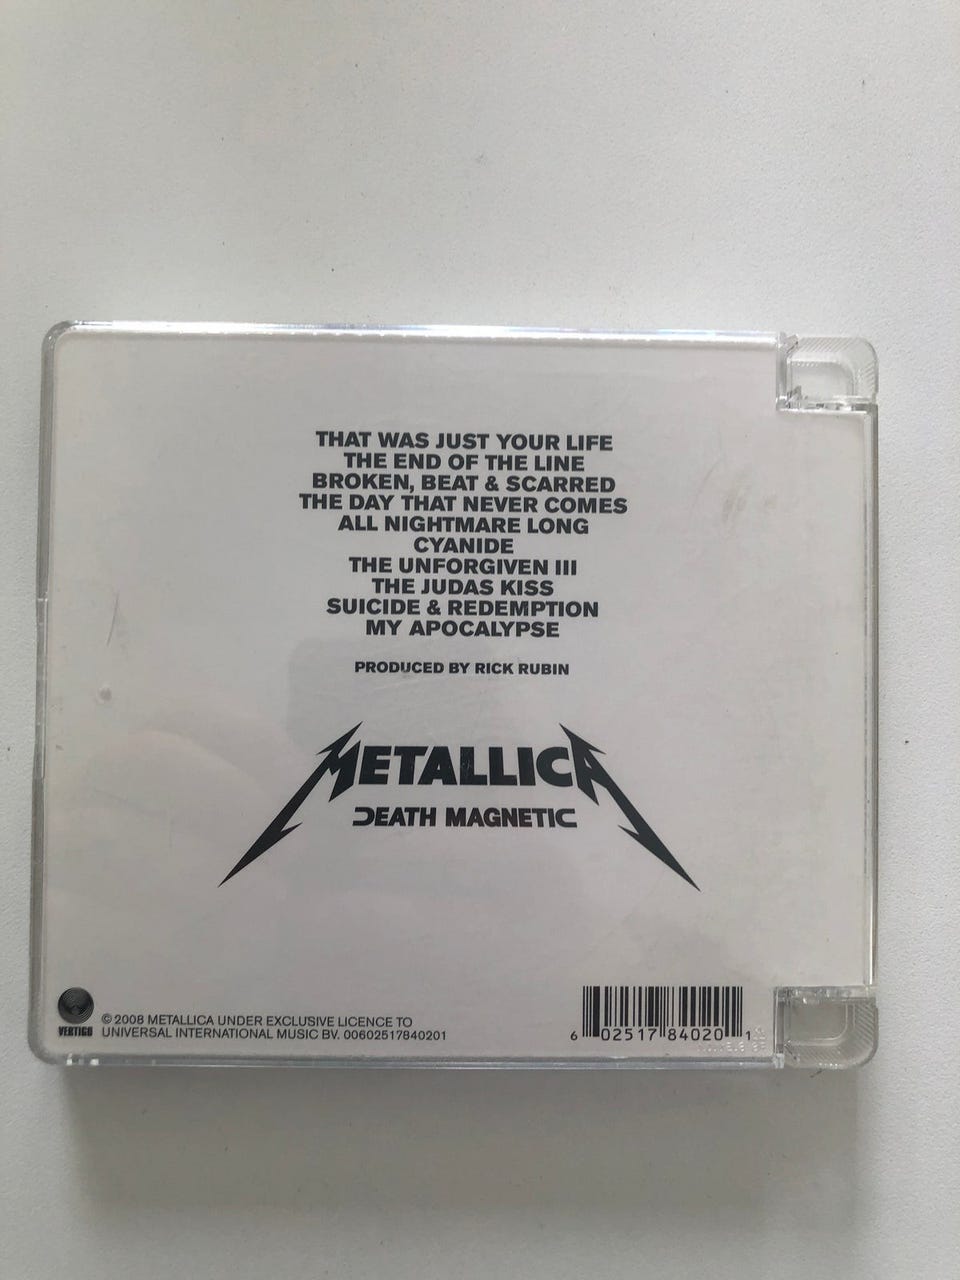 THAT WAS JUST YOUR LIFE
THE END OF THE LINE
BROKEN, BEAT & SCARRED
THE DAY THAT NEVER COMES
ALL NIGHTMARE LONG
CYANIDE
THE UNFORGIVEN III
THE JUDAS KISS
SUICIDE & REDEMPTION
MY APOCALYPSE
PRODUCED BY RICK RUBIN
METALLICA
DEATH MAGNETIC
VERTIGO
© 2008 METALLICA UNDER EXCLUSIVE LICENCE TO
UNIVERSAL INTERNATIONAL MUSIC BV. 00602517840201
6 02517 84020 1